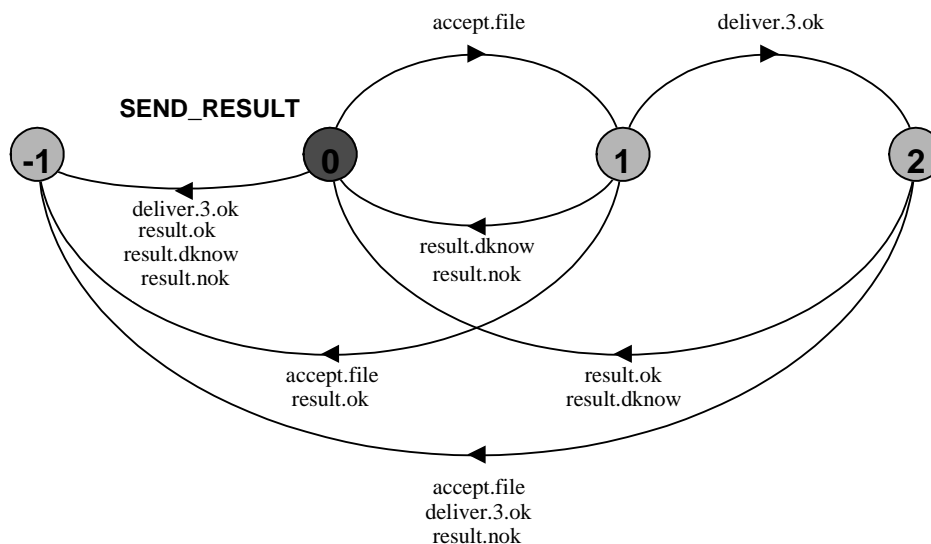 accept.file
deliver.3.ok
SEND_RESULT
-1
0
1
2
deliver.3.ok
result.ok
result.dknow
result.nok
result.dknow
result.nok
accept.file
result.ok
result.ok
result.dknow
accept.file
deliver.3.ok
result.nok